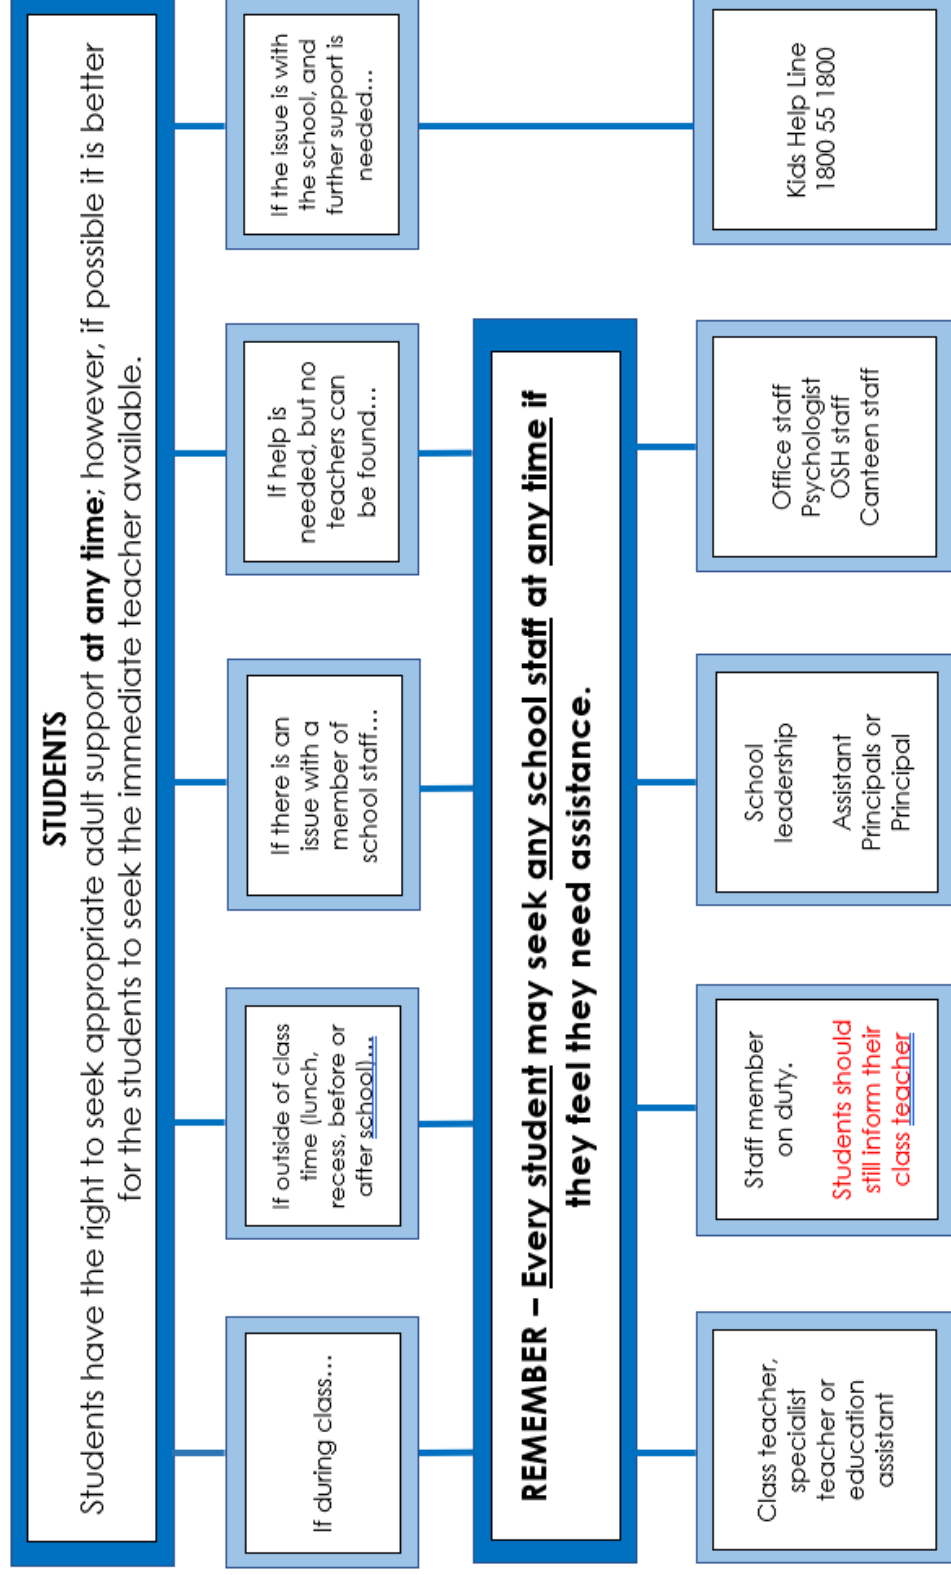 STUDENTS
Students have the right to seek appropriate adult support at any time; however, if possible it is better
for the students to seek the immediate teacher available.
If during class...
If outside of class
time (lunch,
recess, before or
after school)...
If there is an
issue with a
member of
school staff...
If help is
needed, but no
teachers can
be found...
If the issue is with
the school, and
further support is
needed...
REMEMBER – Every student may seek any school staff at any time if
they feel they need assistance.
Class teacher,
specialist
teacher or
education
assistant
Staff member
on duty.
Students should
still inform their
class teacher
School
leadership
Assistant
Principals or
Principal
Office staff
Psychologist
OSH staff
Canteen staff
Kids Help Line
1800 55 1800